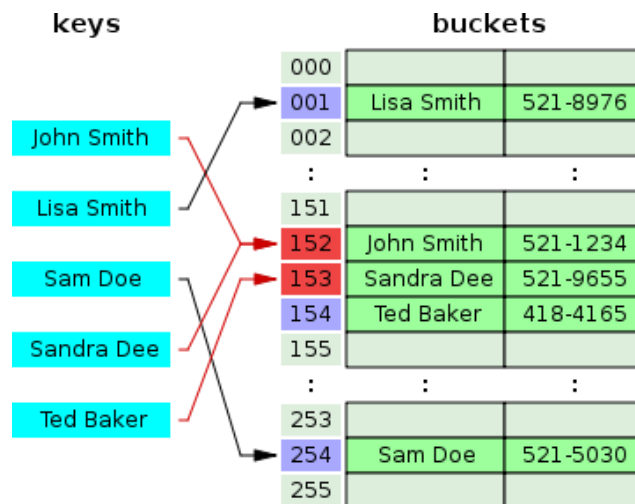 keys
buckets
John Smith
Lisa Smith
Sam Doe
Sandra Dee
Ted Baker
000
001 Lisa Smith 521-8976
002
: : :
151
152 John Smith 521-1234
153 Sandra Dee 521-9655
154 Ted Baker 418-4165
155
: : :
253
254 Sam Doe 521-5030
255